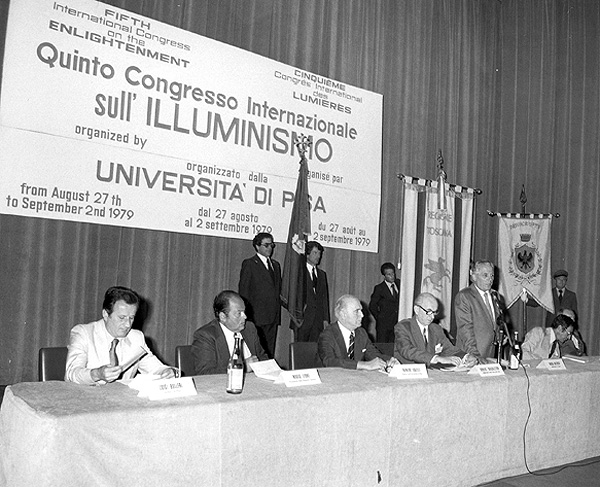 FIFTH
International Congress
on the
ENLIGHTENMENT
CINQUIÈME
Congrès International
des
LUMIÈRES
Quinto Congresso Internazionale
sull' ILLUMINISMO
organized by
organizzato dalla
organisé par
UNIVERSITA' DI PISA
from August 27th
to September 2nd 1979
dal 27 agosto
al 2 settembre 1979
du 27 août au
2 septembre 1979
REGIONE
TOSCANA